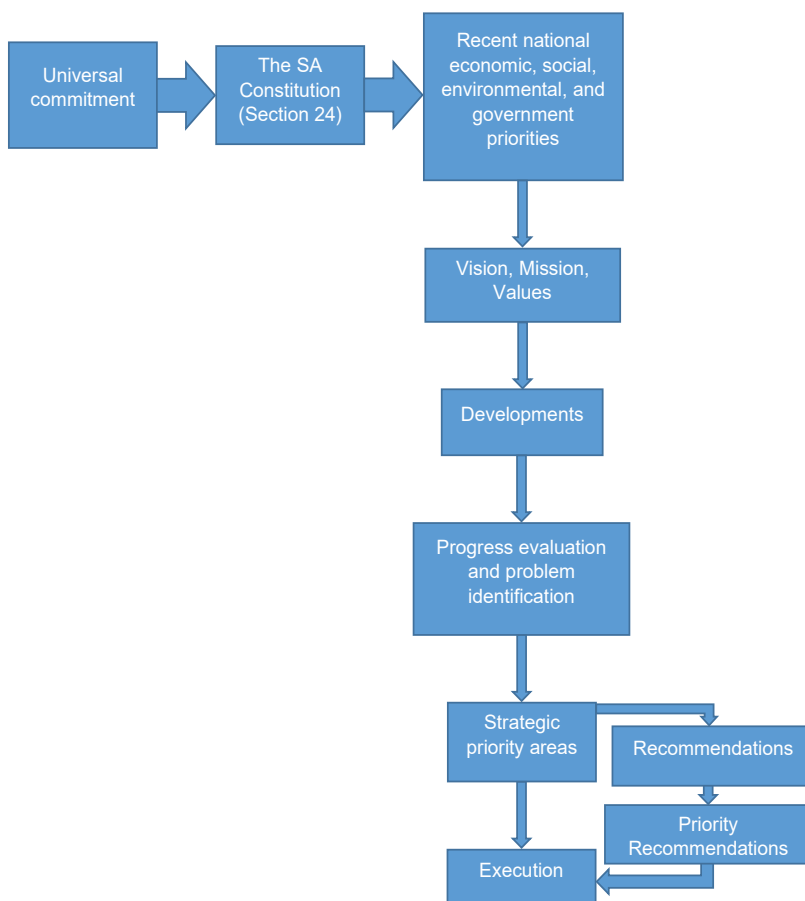 Universal
commitment
The SA
Constitution
(Section 24)
Recent national
economic, social,
environmental, and
government
priorities
Vision, Mission,
Values
Developments
Progress evaluation
and problem
identification
Strategic
priority areas
Recommendations
Priority
Recommendations
Execution